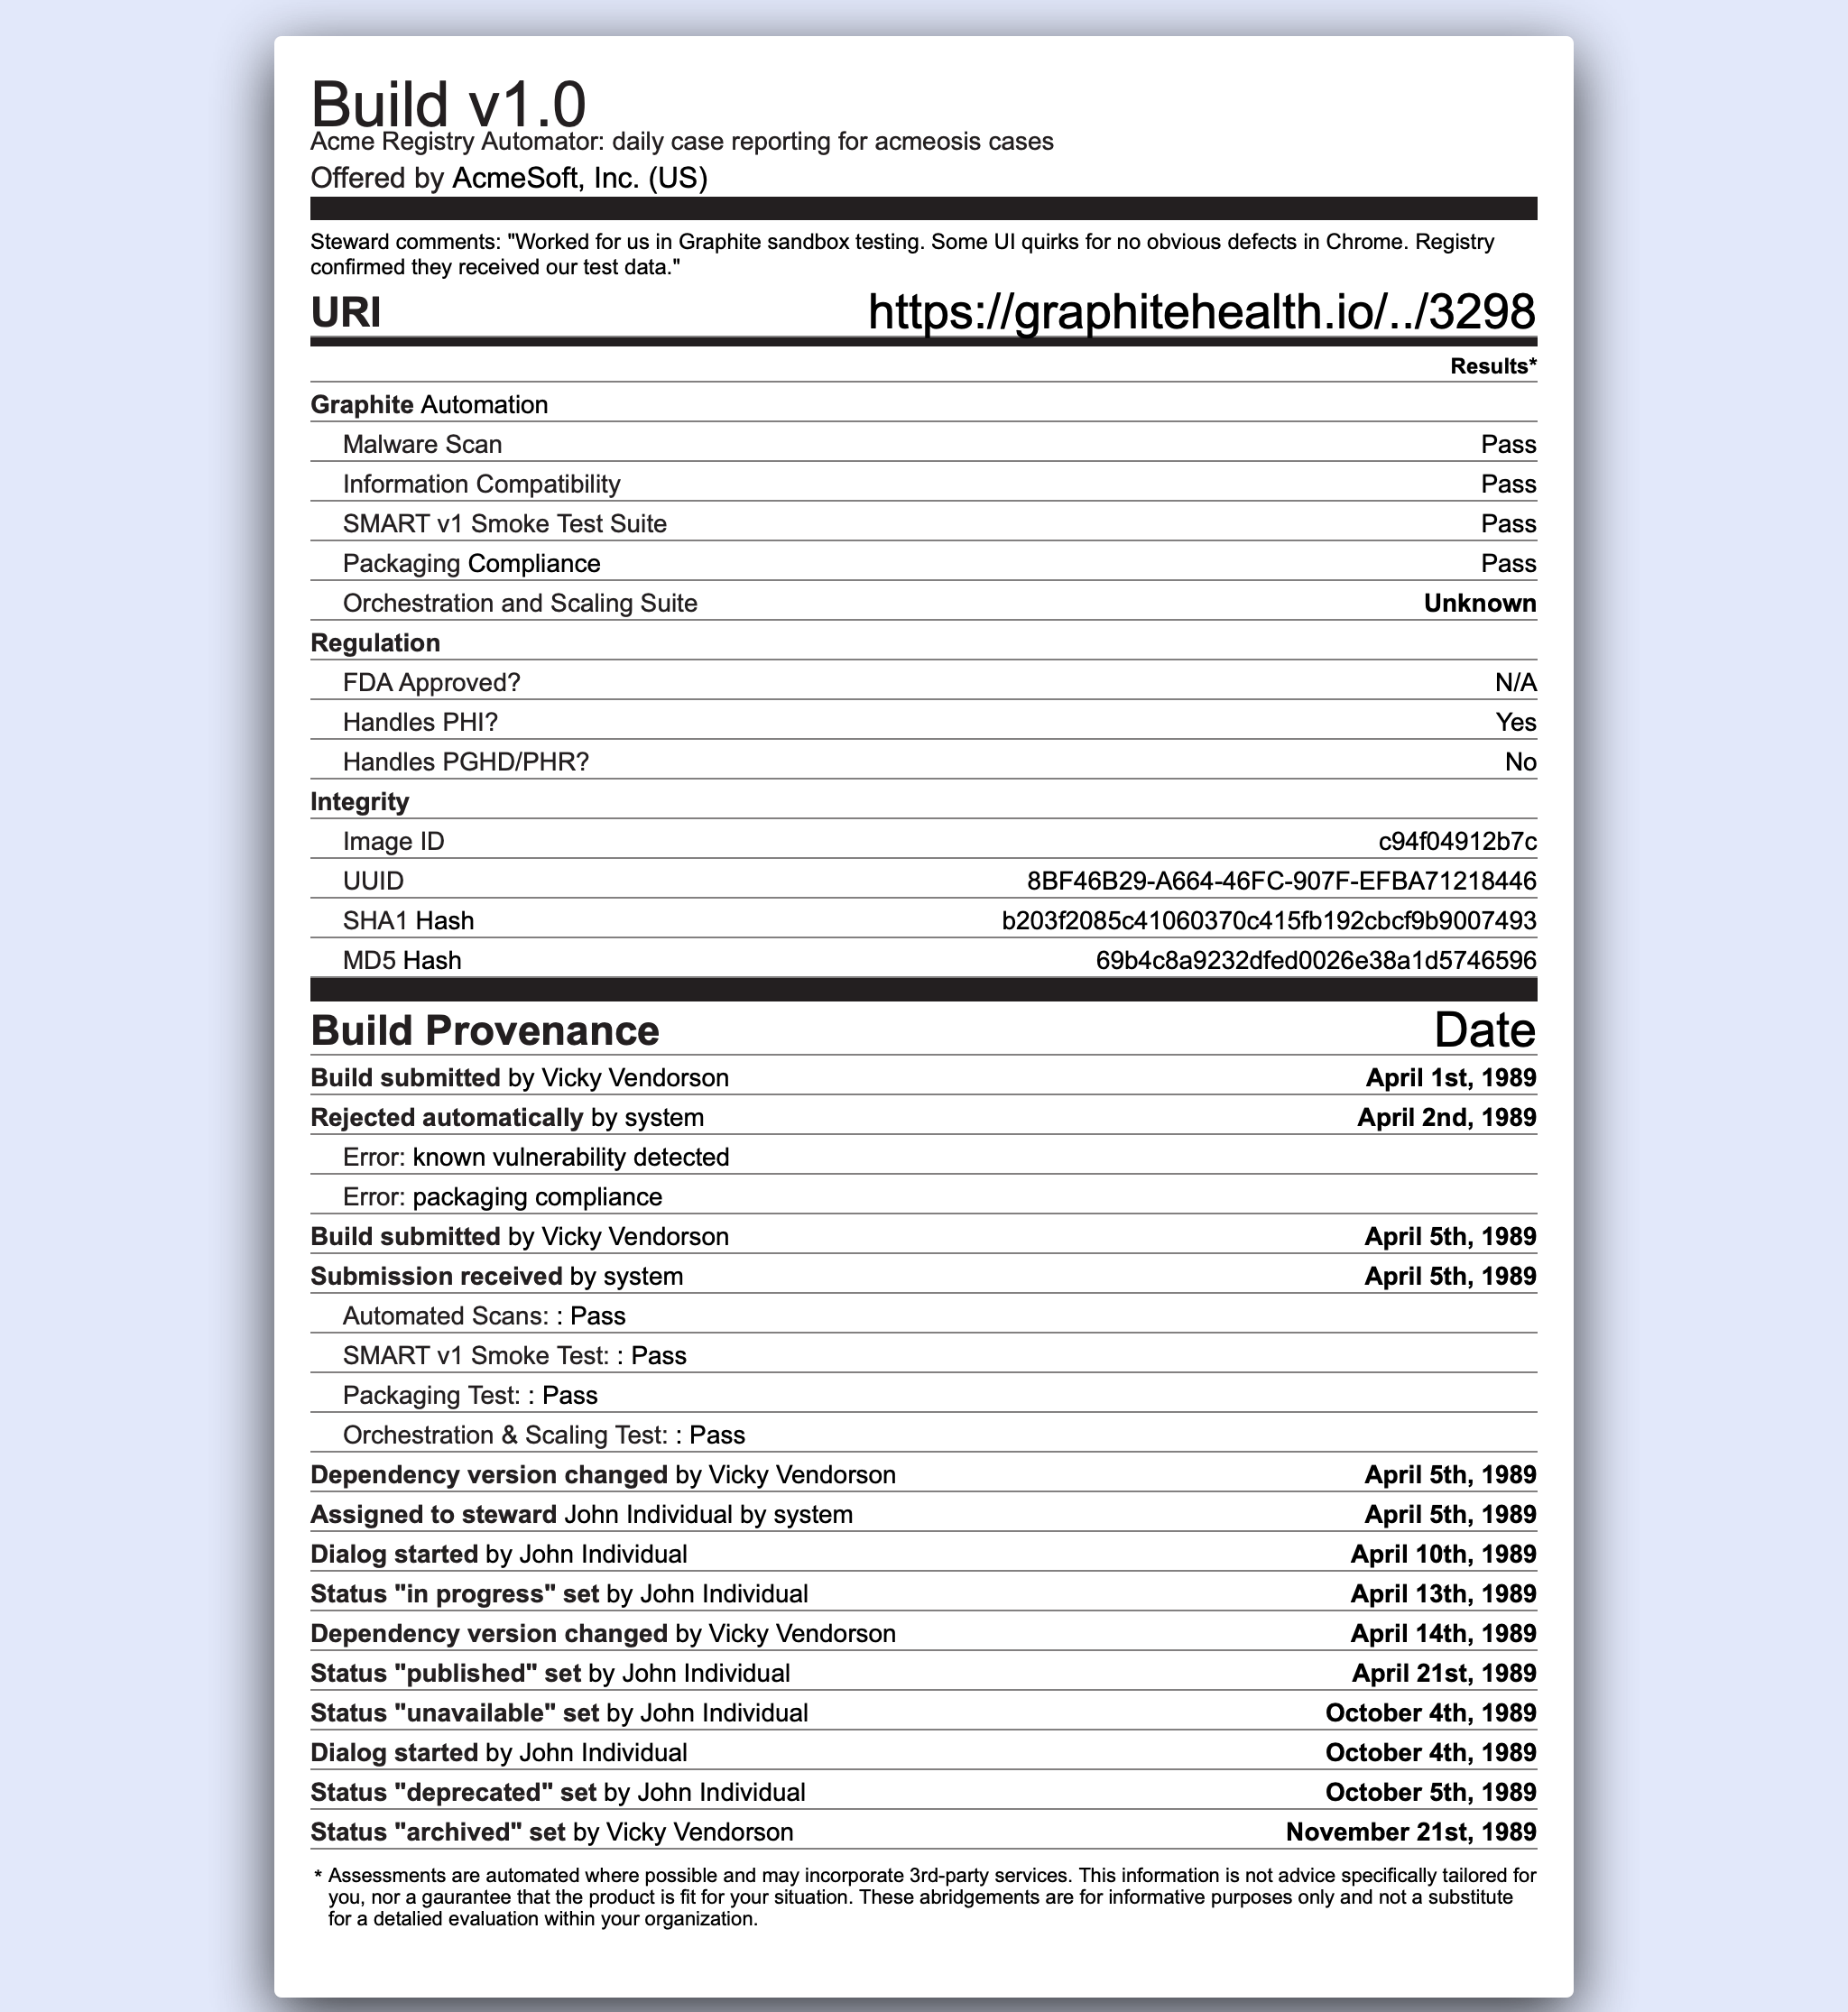 Build v1.0
Acme Registry Automator: daily case reporting for acmeosis cases
Offered by AcmeSoft, Inc. (US)
Steward comments: "Worked for us in Graphite sandbox testing. Some UI quirks for no obvious defects in Chrome. Registry
confirmed they received our test data."
URI https://graphitehealth.io/../3298
Results*
Graphite Automation
Malware Scan Pass
Information Compatibility Pass
SMART v1 Smoke Test Suite Pass
Packaging Compliance Pass
Orchestration and Scaling Suite Unknown
Regulation
FDA Approved? N/A
Handles PHI? Yes
Handles PGHD/PHR? No
Integrity
Image ID c94f04912b7c
UUID 8BF46B29-A664-46FC-907F-EFBA71218446
SHA1 Hash b203f2085c41060370c415fb192cbcf9b9007493
MD5 Hash 69b4c8a9232dfed0026e38a1d5746596
Build Provenance Date
Build submitted by Vicky Vendorson April 1st, 1989
Rejected automatically by system April 2nd, 1989
Error: known vulnerability detected
Error: packaging compliance
Build submitted by Vicky Vendorson April 5th, 1989
Submission received by system April 5th, 1989
Automated Scans: : Pass
SMART v1 Smoke Test: : Pass
Packaging Test: : Pass
Orchestration & Scaling Test: : Pass
Dependency version changed by Vicky Vendorson April 5th, 1989
Assigned to steward John Individual by system April 5th, 1989
Dialog started by John Individual April 10th, 1989
Status "in progress" set by John Individual April 13th, 1989
Dependency version changed by Vicky Vendorson April 14th, 1989
Status "published" set by John Individual April 21st, 1989
Status "unavailable" set by John Individual October 4th, 1989
Dialog started by John Individual October 4th, 1989
Status "deprecated" set by John Individual October 5th, 1989
Status "archived" set by Vicky Vendorson November 21st, 1989
* Assessments are automated where possible and may incorporate 3rd-party services. This information is not advice specifically tailored for
you, nor a gaurantee that the product is fit for your situation. These abridgements are for informative purposes only and not a substitute
for a detalied evaluation within your organization.